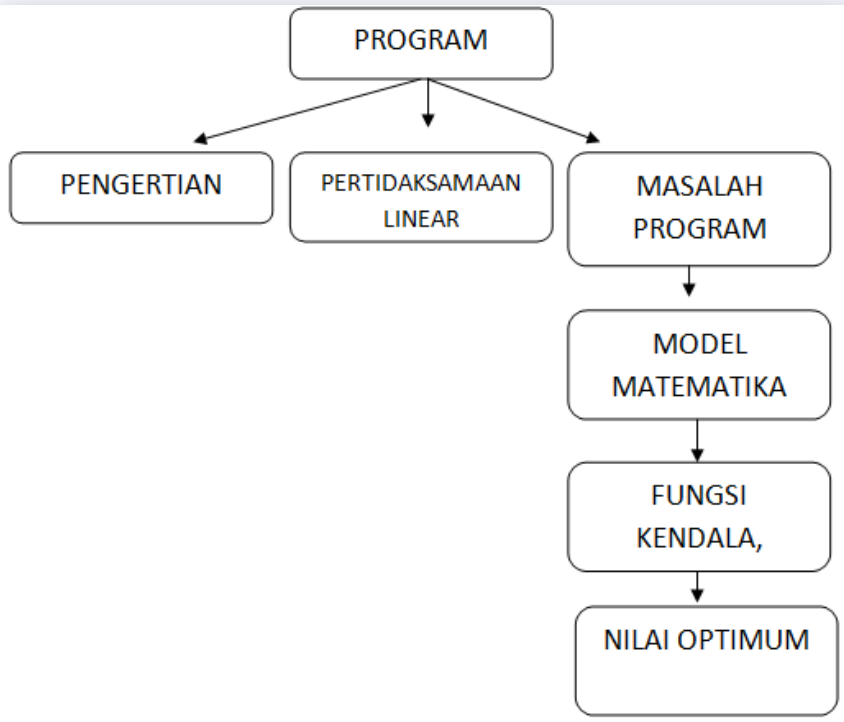 PROGRAM
PENGERTIAN
PERTIDAKSAMAAN
LINEAR
MASALAH
PROGRAM
MODEL
MATEMATIKA
FUNGSI
KENDALA,
NILAI OPTIMUM